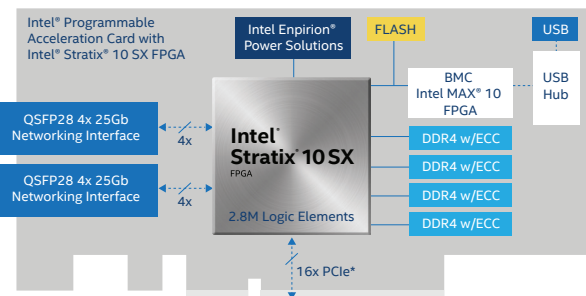 Intel® Programmable
Acceleration Card with
Intel® Stratix® 10 SX FPGA
Intel Enpirion®
Power Solutions
FLASH
USB
BMC
Intel MAX® 10
FPGA
USB
Hub
QSFP28 4x 25Gb
Networking Interface
4x
QSFP28 4x 25Gb
Networking Interface
4x
Intel®
Stratix® 10 SX
FPGA
2.8M Logic Elements
DDR4 w/ECC
DDR4 w/ECC
DDR4 w/ECC
DDR4 w/ECC
16x PCIe*